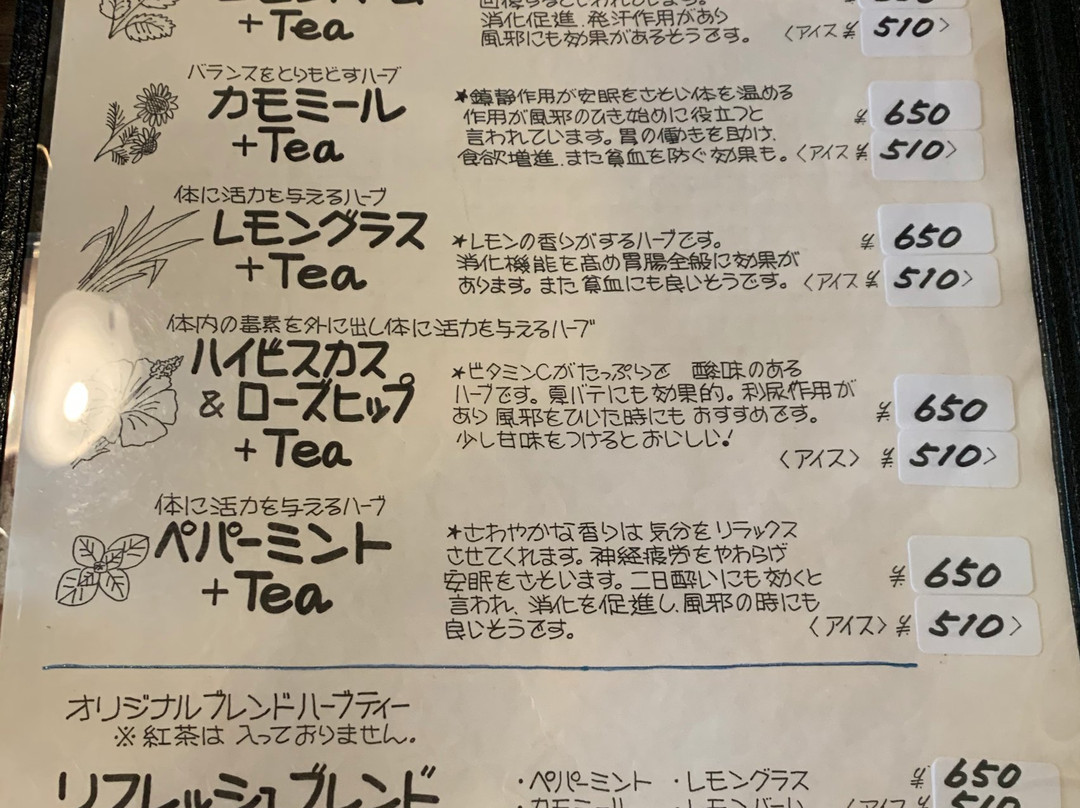 +Tea
消化促進、発汗作用があり
風邪にも効果があるそうです。
〈アイス ¥ 510〉
バランスをとりもどすハーブ
カモミール
+Tea
★鎮静作用が安眠をさそい体を温める
作用が風邪のひき始めに役立つと
言われています。胃の働きを助け、
食欲増進、また貧血を防ぐ効果も。
¥ 650
〈アイス ¥ 510〉
体に活力を与えるハーブ
レモングラス
+Tea
★レモンの香りがするハーブです。
消化機能を高め胃腸全般に効果が
あります。また貧血にも良いそうです。
¥ 650
〈アイス ¥ 510〉
体内の毒素を外に出し体に活力を与えるハーブ
ハイビスカス
&ローズヒップ
+Tea
★ビタミンCがたっぷりで 酸味のある
ハーブです。夏バテにも効果的。利尿作用が
あり風邪をひいた時にもおすすめです。
少し甘味をつけるとおいしい!
¥ 650
〈アイス〉 ¥ 510〉
体に活力を与えるハーブ
ペパーミント
+Tea
★さわやかな香りは気分をリラックス
させてくれます。神経疲労をやわらげ
安眠をさそいます。二日酔いにも効くと
言われ、消化を促進し、風邪の時にも
良いそうです。
¥ 650
〈アイス〉 ¥ 510〉
オリジナルブレンドハーブティー
※紅茶は入っておりません。
リフレッシュブレンド
・ペパーミント ・レモングラス
・カモミール ・レモンバーム
¥ 650
〈アイス ¥ 510〉